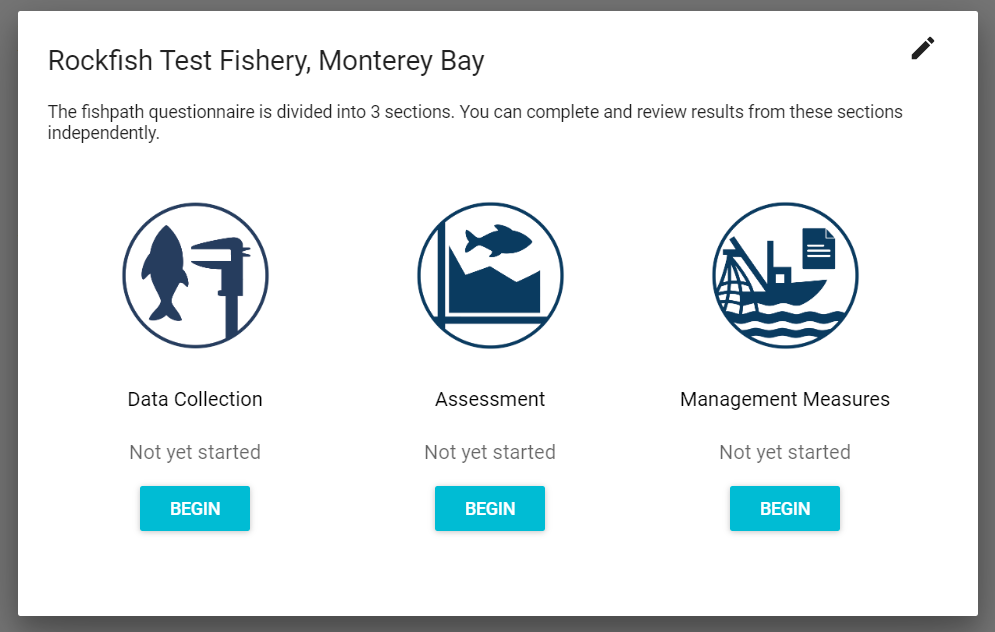 Rockfish Test Fishery, Monterey Bay
The fishpath questionnaire is divided into 3 sections. You can complete and review results from these sections
independently.
Data Collection
Assessment
Management Measures
Not yet started
Not yet started
Not yet started
BEGIN
BEGIN
BEGIN